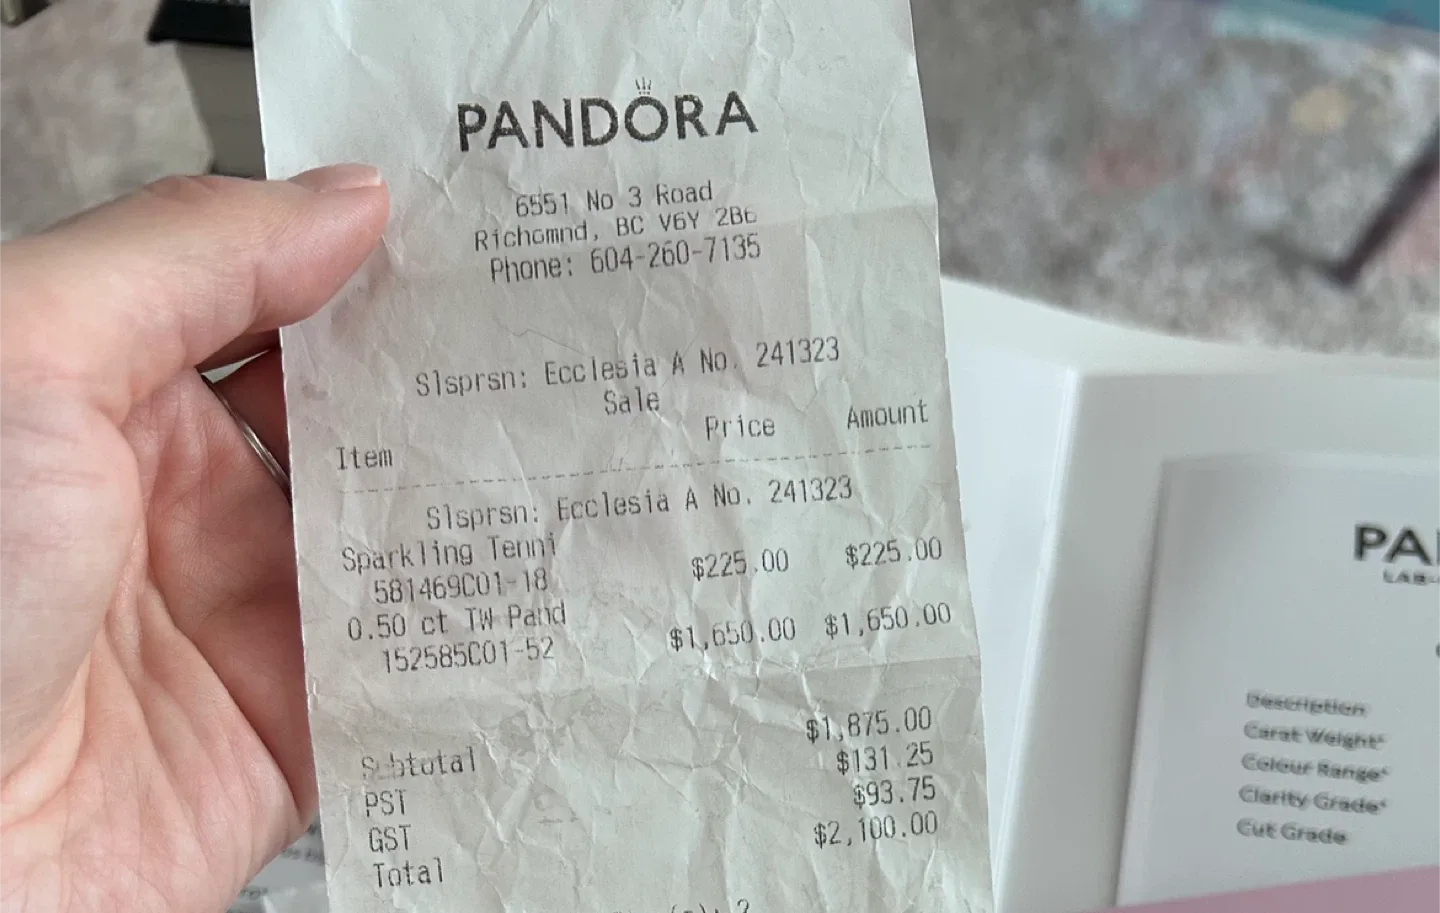 PANDORA
6551 No 3 Road
Richomnd, BC V6Y 2B6
Phone: 604-260-7135
Slsprsn: Ecclesia A No. 241323
Sale
Item Price Amount
Slsprsn: Ecclesia A No. 241323
Sparkling Tenni $225.00 $225.00
581469C01-18
0.50 ct TW Pand $1,650.00 $1,650.00
152585C01-52
Subtotal $1,875.00
PST $131.25
GST $93.75
Total $2,100.00
PA
LAB-
Description
Carat Weight*
Colour Range*
Clarity Grade*
Cut Grade